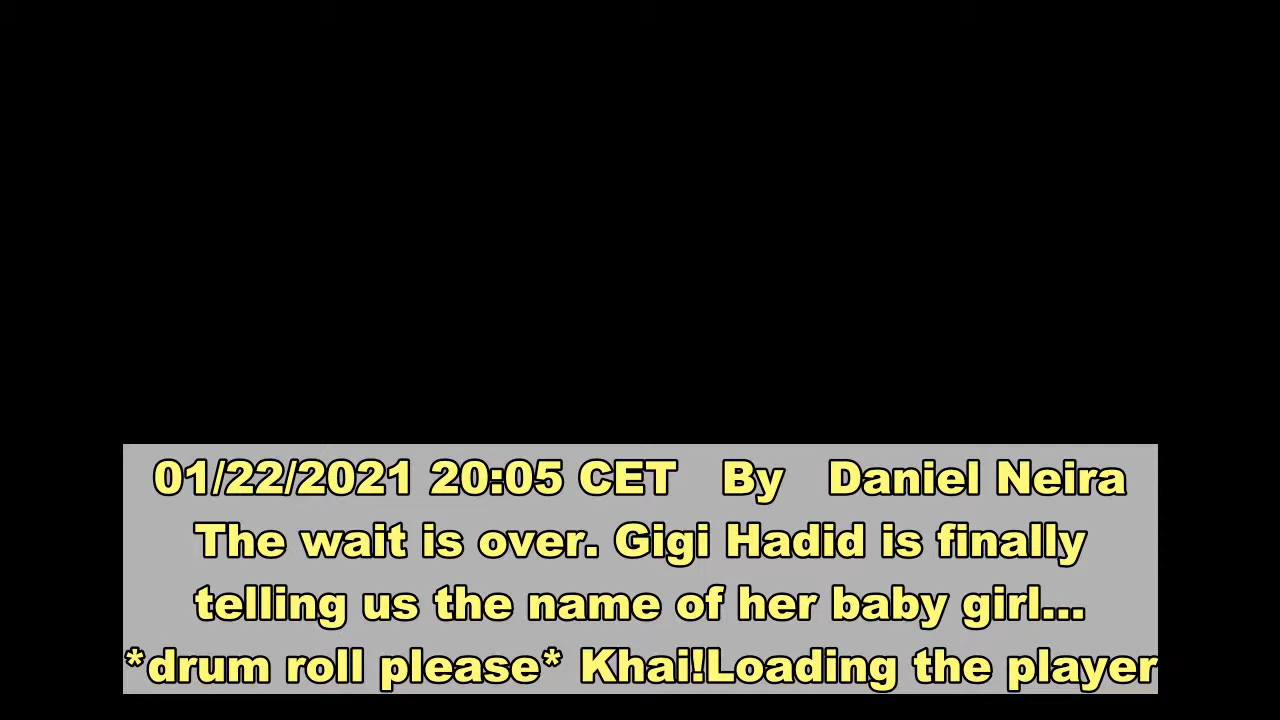 01/22/2021 20:05 CET   By   Daniel Neira
The wait is over. Gigi Hadid is finally
telling us the name of her baby girl...
*drum roll please* Khai!Loading the player